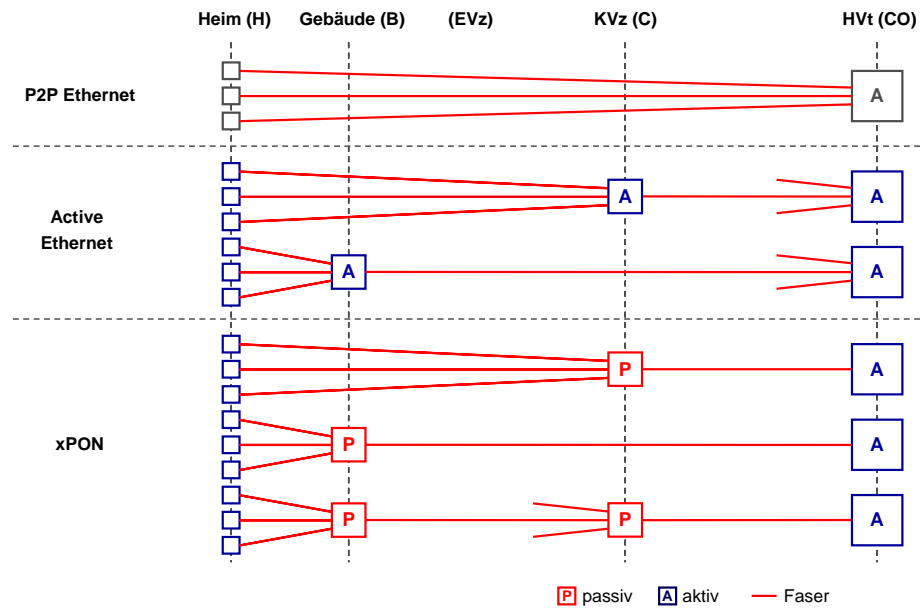 Heim (H) Gebäude (B) (EVz) KVz (C) HVt (CO)
P2P Ethernet
A
A A
Active
Ethernet
A A
P A
xPON
P A
P P A
P passiv A aktiv Faser